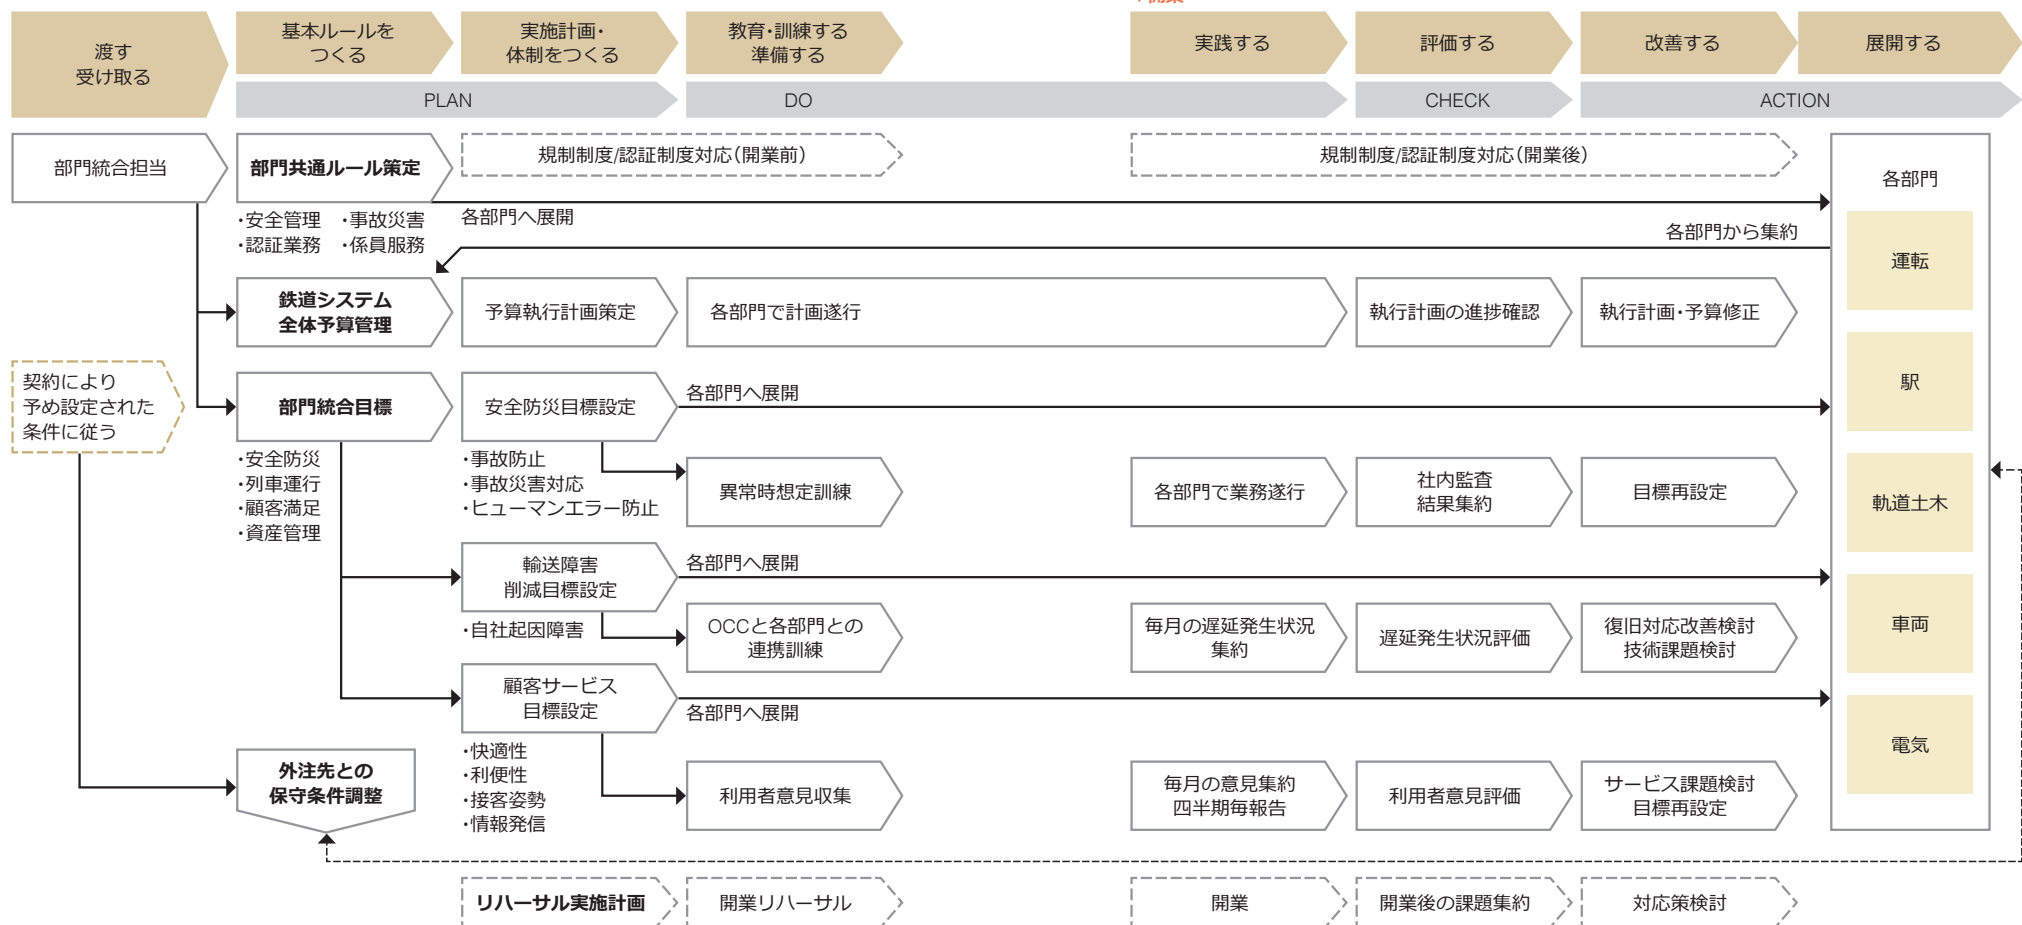 開業
渡す
受け取る
基本ルールを
つくる
実施計画・
体制をつくる
教育・訓練する
準備する
実践する
評価する
改善する
展開する
PLAN
DO
CHECK
ACTION
部門統合担当
部門共通ルール策定
規制制度/認証制度対応（開業前）
規制制度/認証制度対応（開業後）
各部門
・安全管理 ・事故災害
・認証業務 ・係員服務
各部門へ展開
各部門から集約
運転
鉄道システム
全体予算管理
予算執行計画策定
各部門で計画遂行
執行計画の進捗確認
執行計画・予算修正
契約により
予め設定された
条件に従う
部門統合目標
安全防災目標設定
各部門へ展開
駅
・安全防災
・列車運行
・顧客満足
・資産管理
・事故防止
・事故災害対応
・ヒューマンエラー防止
異常時想定訓練
各部門で業務遂行
社内監査
結果集約
目標再設定
軌道土木
輸送障害
削減目標設定
各部門へ展開
・自社起因障害
OCCと各部門との
連携訓練
毎月の遅延発生状況
集約
遅延発生状況評価
復旧対応改善検討
技術課題検討
車両
顧客サービス
目標設定
各部門へ展開
電気
外注先との
保守条件調整
・快適性
・利便性
・接客姿勢
・情報発信
利用者意見収集
毎月の意見集約
四半期毎報告
利用者意見評価
サービス課題検討
目標再設定
リハーサル実施計画
開業リハーサル
開業
開業後の課題集約
対応策検討